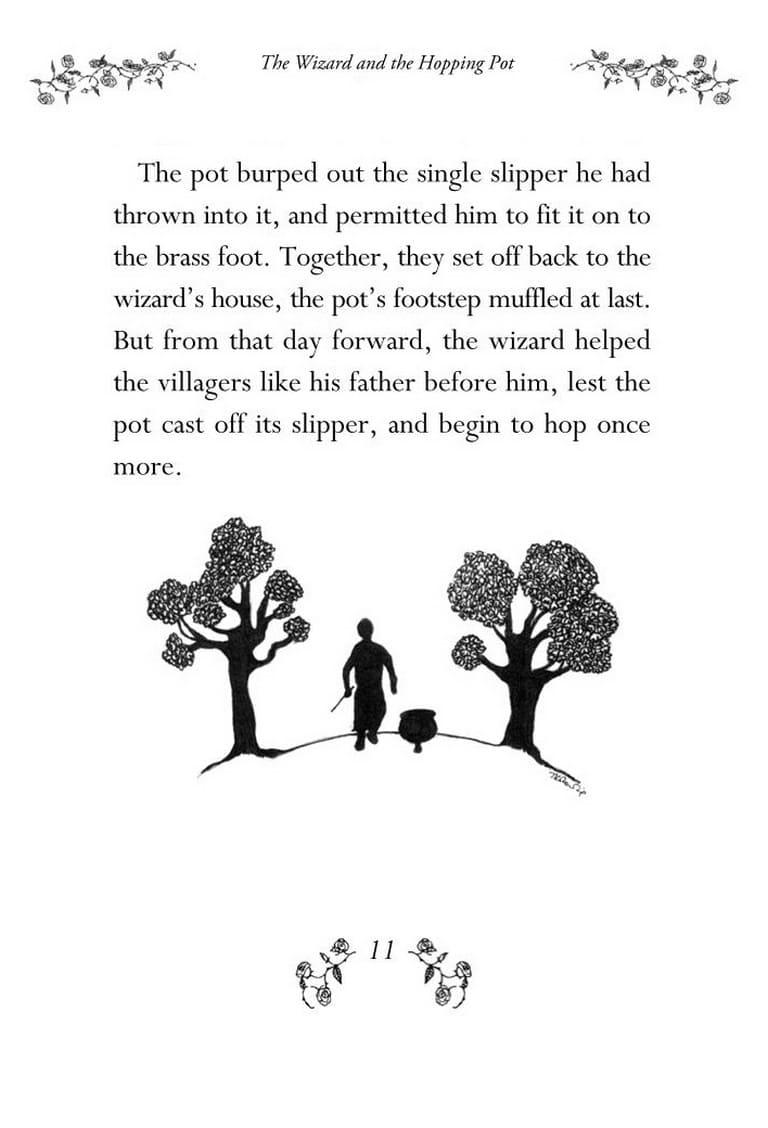 The Wizard and the Hopping Pot
The pot burped out the single slipper he had
thrown into it, and permitted him to fit it on to
the brass foot. Together, they set off back to the
wizard’s house, the pot’s footstep muffled at last.
But from that day forward, the wizard helped
the villagers like his father before him, lest the
pot cast off its slipper, and begin to hop once
more.
11